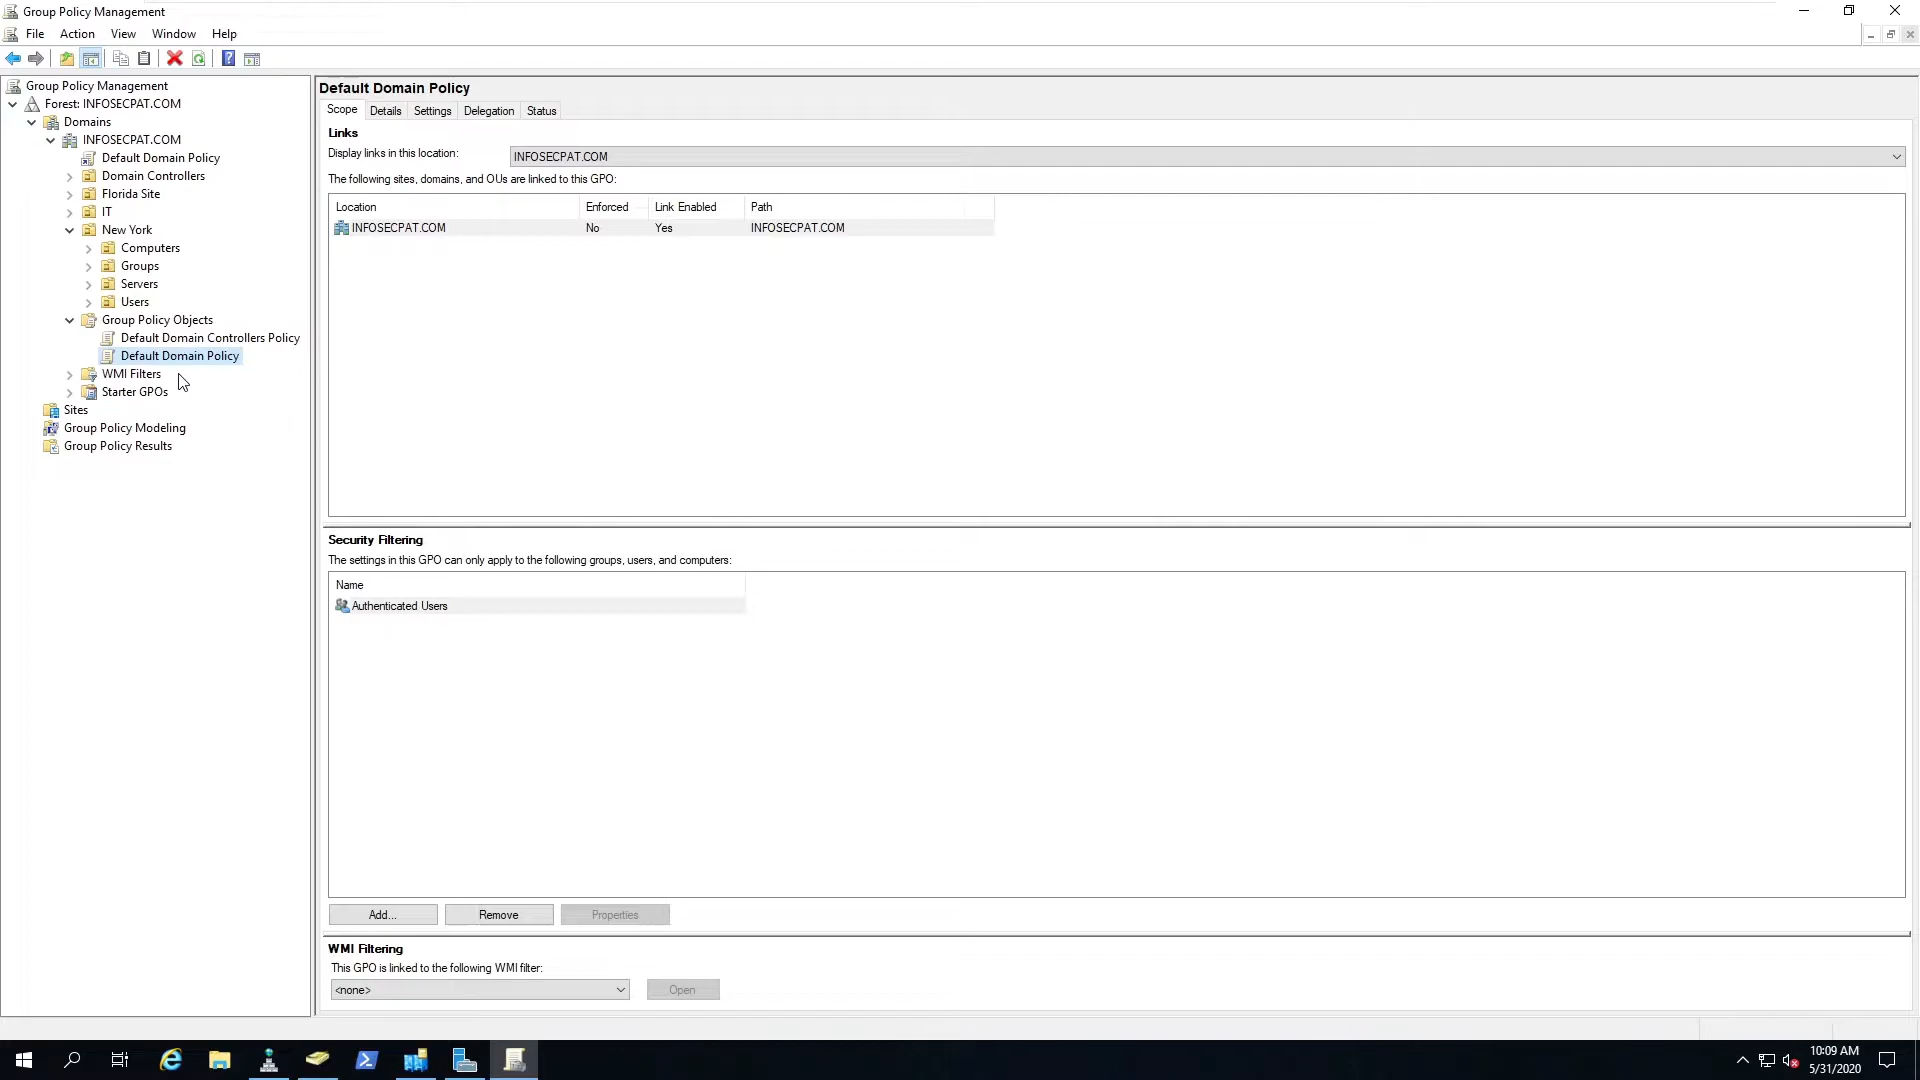 Group Policy Management
File Action View Window Help
Group Policy Management
Forest: INFOSECPAT.COM
Domains
INFOSECPAT.COM
Default Domain Policy
Domain Controllers
Florida Site
IT
New York
Computers
Groups
Servers
Users
Group Policy Objects
Default Domain Controllers Policy
Default Domain Policy
WMI Filters
Starter GPOs
Sites
Group Policy Modeling
Group Policy Results
Default Domain Policy
Scope Details Settings Delegation Status
Links
Display links in this location: INFOSECPAT.COM
The following sites, domains, and OUs are linked to this GPO:
Location Enforced Link Enabled Path
INFOSECPAT.COM No Yes INFOSECPAT.COM
Security Filtering
The settings in this GPO can only apply to the following groups, users, and computers:
Name
Authenticated Users
Add... Remove Properties
WMI Filtering
This GPO is linked to the following WMI filter:
<none> Open
10:09 AM
5/31/2020